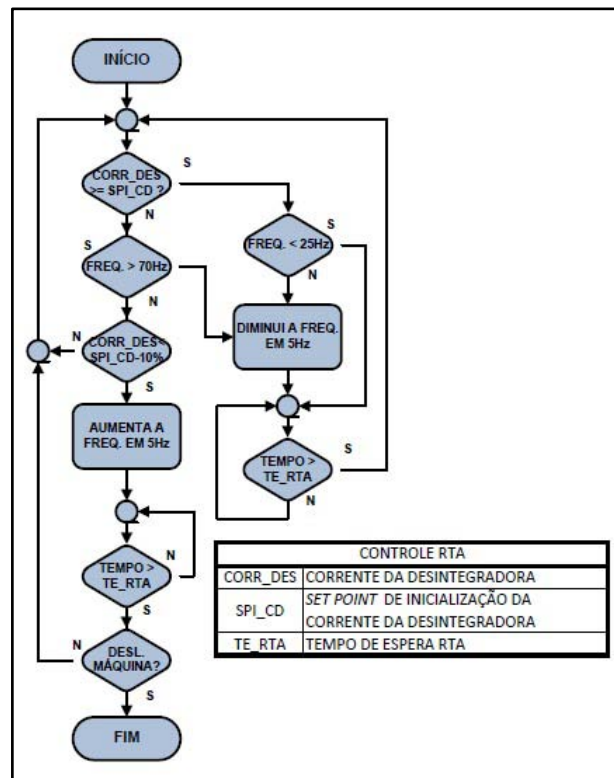 INÍCIO
CORR_DES
>= SPI_CD ?
S
N
S
FREQ. > 70Hz
N
FREQ. < 25Hz
S
N
DIMINUI A FREQ.
EM 5Hz
N
CORR_DES<
SPI_CD-10%
S
AUMENTA A
FREQ. EM 5Hz
TEMPO >
TE_RTA
S
N
TEMPO >
TE_RTA
N
S
N
DESL.
MÁQUINA?
S
FIM
CONTROLE RTA
CORR_DES CORRENTE DA DESINTEGRADORA
SPI_CD SET POINT DE INICIALIZAÇÃO DA
CORRENTE DA DESINTEGRADORA
TE_RTA TEMPO DE ESPERA RTA